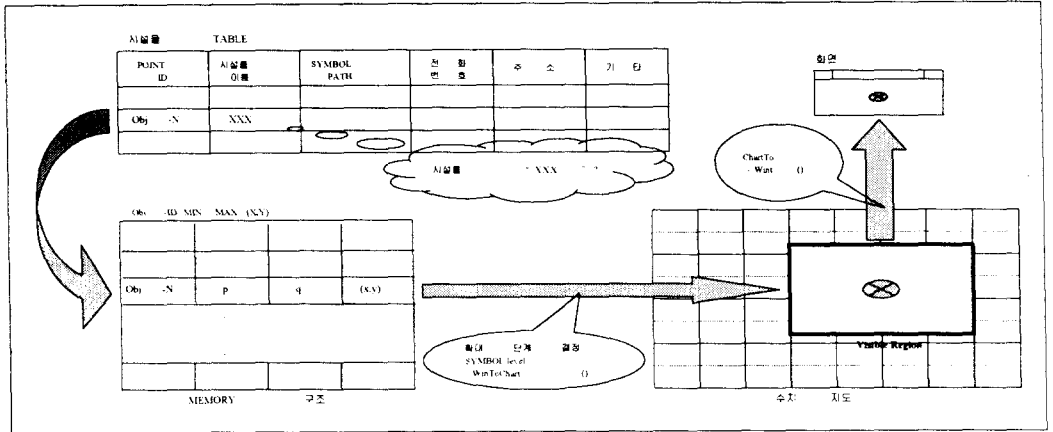 시설물 TABLE
POINT ID
시설물 이름
SYMBOL PATH
전 화 번 호
주 소
기 타
Obj -N XXX
시설물 XXX
화면
ChartTo
- Wint ()
Obj -ID MIN MAX (X,Y)
Obj -N p q (x,y)
확대 단계 결정
SYMBOL level
WinToChart ()
Visible Region
MEMORY 구조
수치 지도